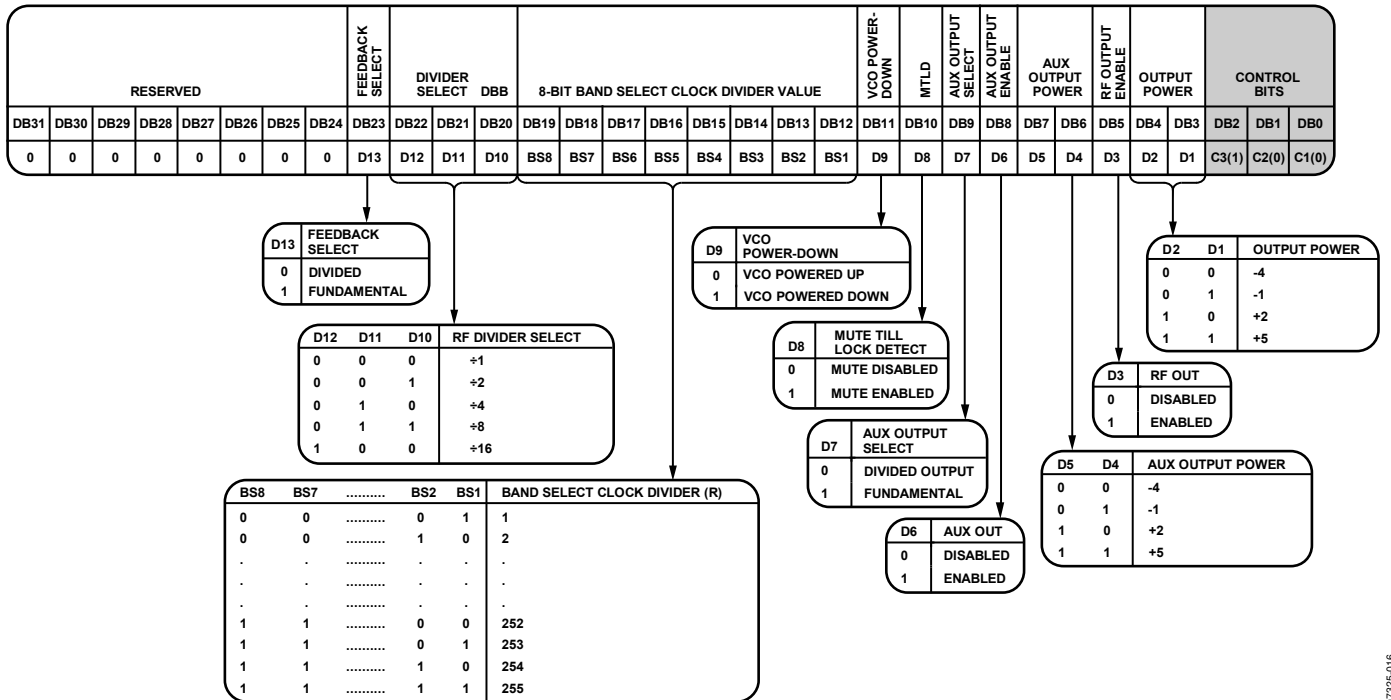 RESERVED
FEEDBACK SELECT
DIVIDER SELECT DBB
8-BIT BAND SELECT CLOCK DIVIDER VALUE
VCO POWER-DOWN
MTLD
AUX OUTPUT SELECT
AUX OUTPUT ENABLE
AUX OUTPUT POWER
RF OUTPUT ENABLE
OUTPUT POWER
CONTROL BITS
DB31 DB30 DB29 DB28 DB27 DB26 DB25 DB24 DB23 DB22 DB21 DB20 DB19 DB18 DB17 DB16 DB15 DB14 DB13 DB12 DB11 DB10 DB9 DB8 DB7 DB6 DB5 DB4 DB3 DB2 DB1 DB0
0 0 0 0 0 0 0 0 D13 D12 D11 D10 BS8 BS7 BS6 BS5 BS4 BS3 BS2 BS1 D9 D8 D7 D6 D5 D4 D3 D2 D1 C3(1) C2(0) C1(0)
D13 FEEDBACK SELECT
0 DIVIDED
1 FUNDAMENTAL
D9 VCO POWER-DOWN
0 VCO POWERED UP
1 VCO POWERED DOWN
D2 D1 OUTPUT POWER
0 0 -4
0 1 -1
1 0 +2
1 1 +5
D12 D11 D10 RF DIVIDER SELECT
0 0 0 ÷1
0 0 1 ÷2
0 1 0 ÷4
0 1 1 ÷8
1 0 0 ÷16
D8 MUTE TILL LOCK DETECT
0 MUTE DISABLED
1 MUTE ENABLED
D3 RF OUT
0 DISABLED
1 ENABLED
D7 AUX OUTPUT SELECT
0 DIVIDED OUTPUT
1 FUNDAMENTAL
D5 D4 AUX OUTPUT POWER
0 0 -4
0 1 -1
1 0 +2
1 1 +5
BS8 BS7 .......... BS2 BS1 BAND SELECT CLOCK DIVIDER (R)
0 0 .......... 0 1 1
0 0 .......... 1 0 2
. . .......... . . .
. . .......... . . .
. . .......... . . .
1 1 .......... 0 0 252
1 1 .......... 0 1 253
1 1 .......... 1 0 254
1 1 .......... 1 1 255
D6 AUX OUT
0 DISABLED
1 ENABLED